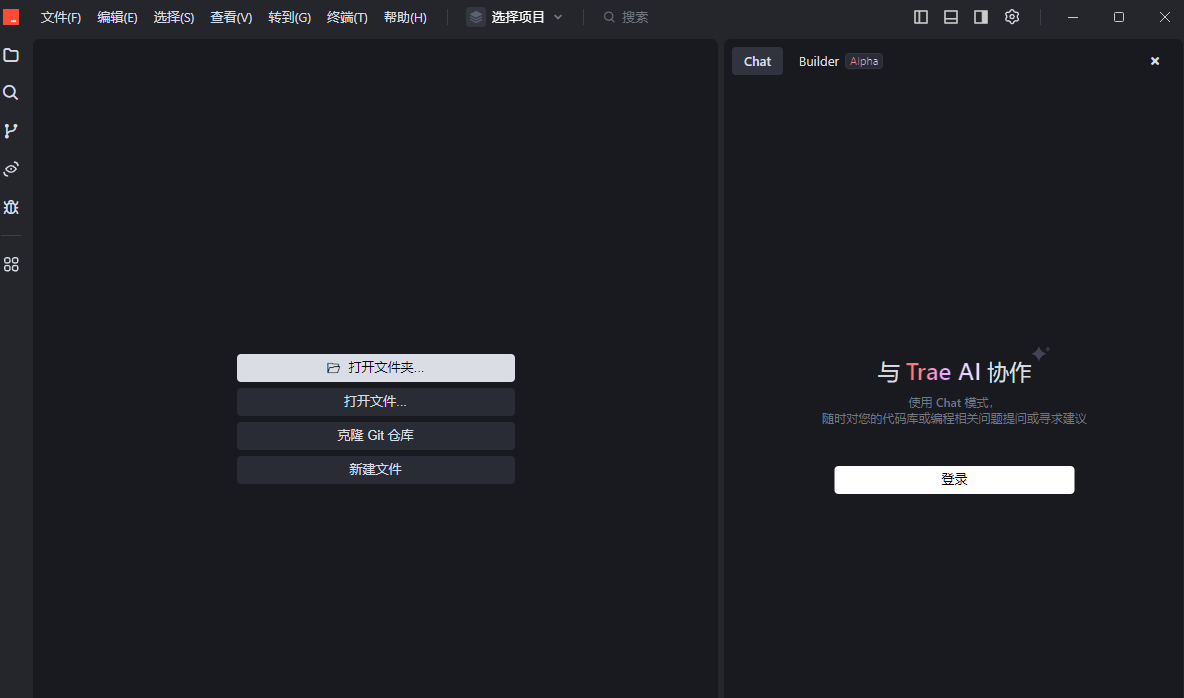 文件(F) 编辑(E) 选择(S) 查看(V) 转到(G) 终端(T) 帮助(H) 选择项目 搜索
Chat Builder Alpha
打开文件夹...
打开文件...
克隆 Git 仓库
新建文件
与 Trae AI 协作
使用 Chat 模式,
随时对您的代码库或编程相关问题提问或寻求建议
登录